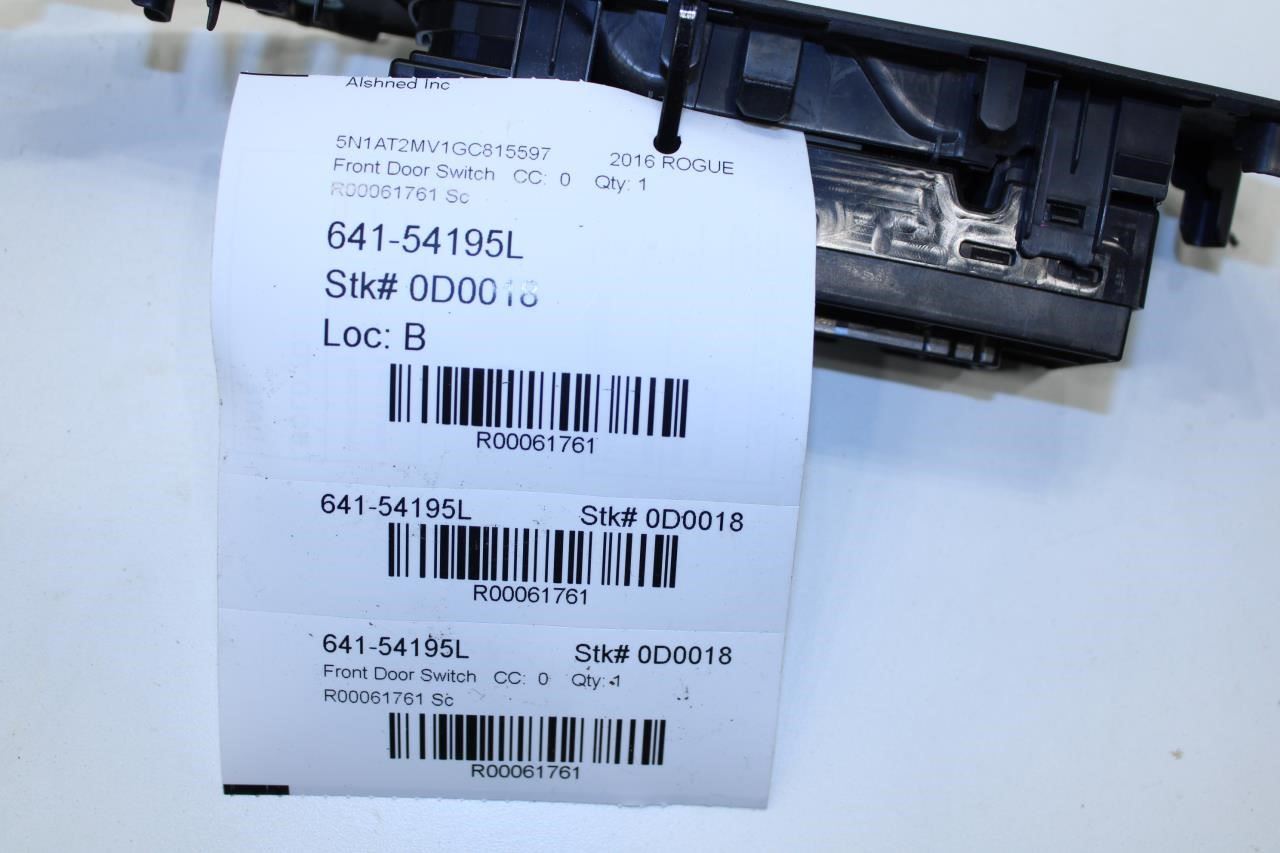 Alshned Inc
5N1AT2MV1GC815597 2016 ROGUE
Front Door Switch CC: 0 Qty: 1
R00061761 Sc
641-54195L
Stk# 0D0018
Loc: B
R00061761
641-54195L Stk# 0D0018
R00061761
641-54195L Stk# 0D0018
Front Door Switch CC: 0 Qty: 1
R00061761 Sc
R00061761